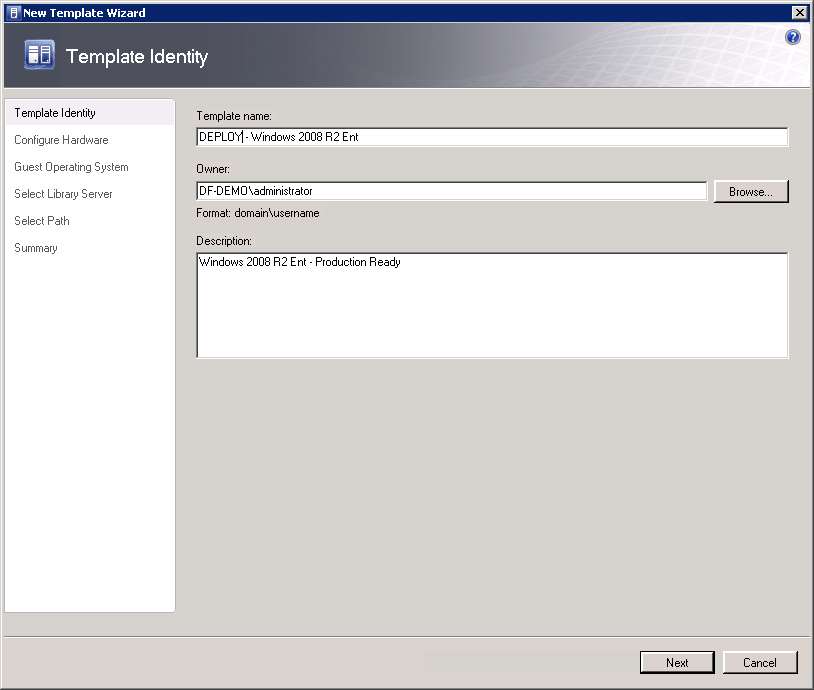 New Template Wizard
Template Identity
Template Identity
Configure Hardware
Guest Operating System
Select Library Server
Select Path
Summary
Template name:
DEPLOY - Windows 2008 R2 Ent
Owner:
DF-DEMO\administrator
Browse...
Format: domain\username
Description:
Windows 2008 R2 Ent - Production Ready
Next
Cancel